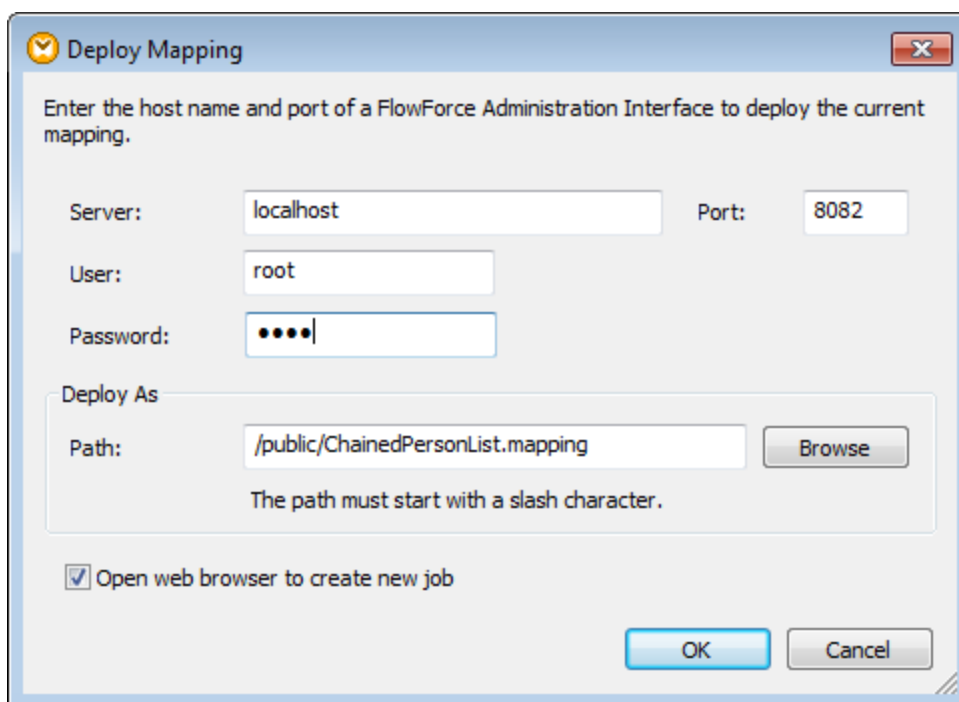 Deploy Mapping
Enter the host name and port of a FlowForce Administration Interface to deploy the current
mapping.
Server: localhost Port: 8082
User: root
Password: ••••
Deploy As
Path: /public/ChainedPersonList.mapping Browse
The path must start with a slash character.
Open web browser to create new job
OK Cancel